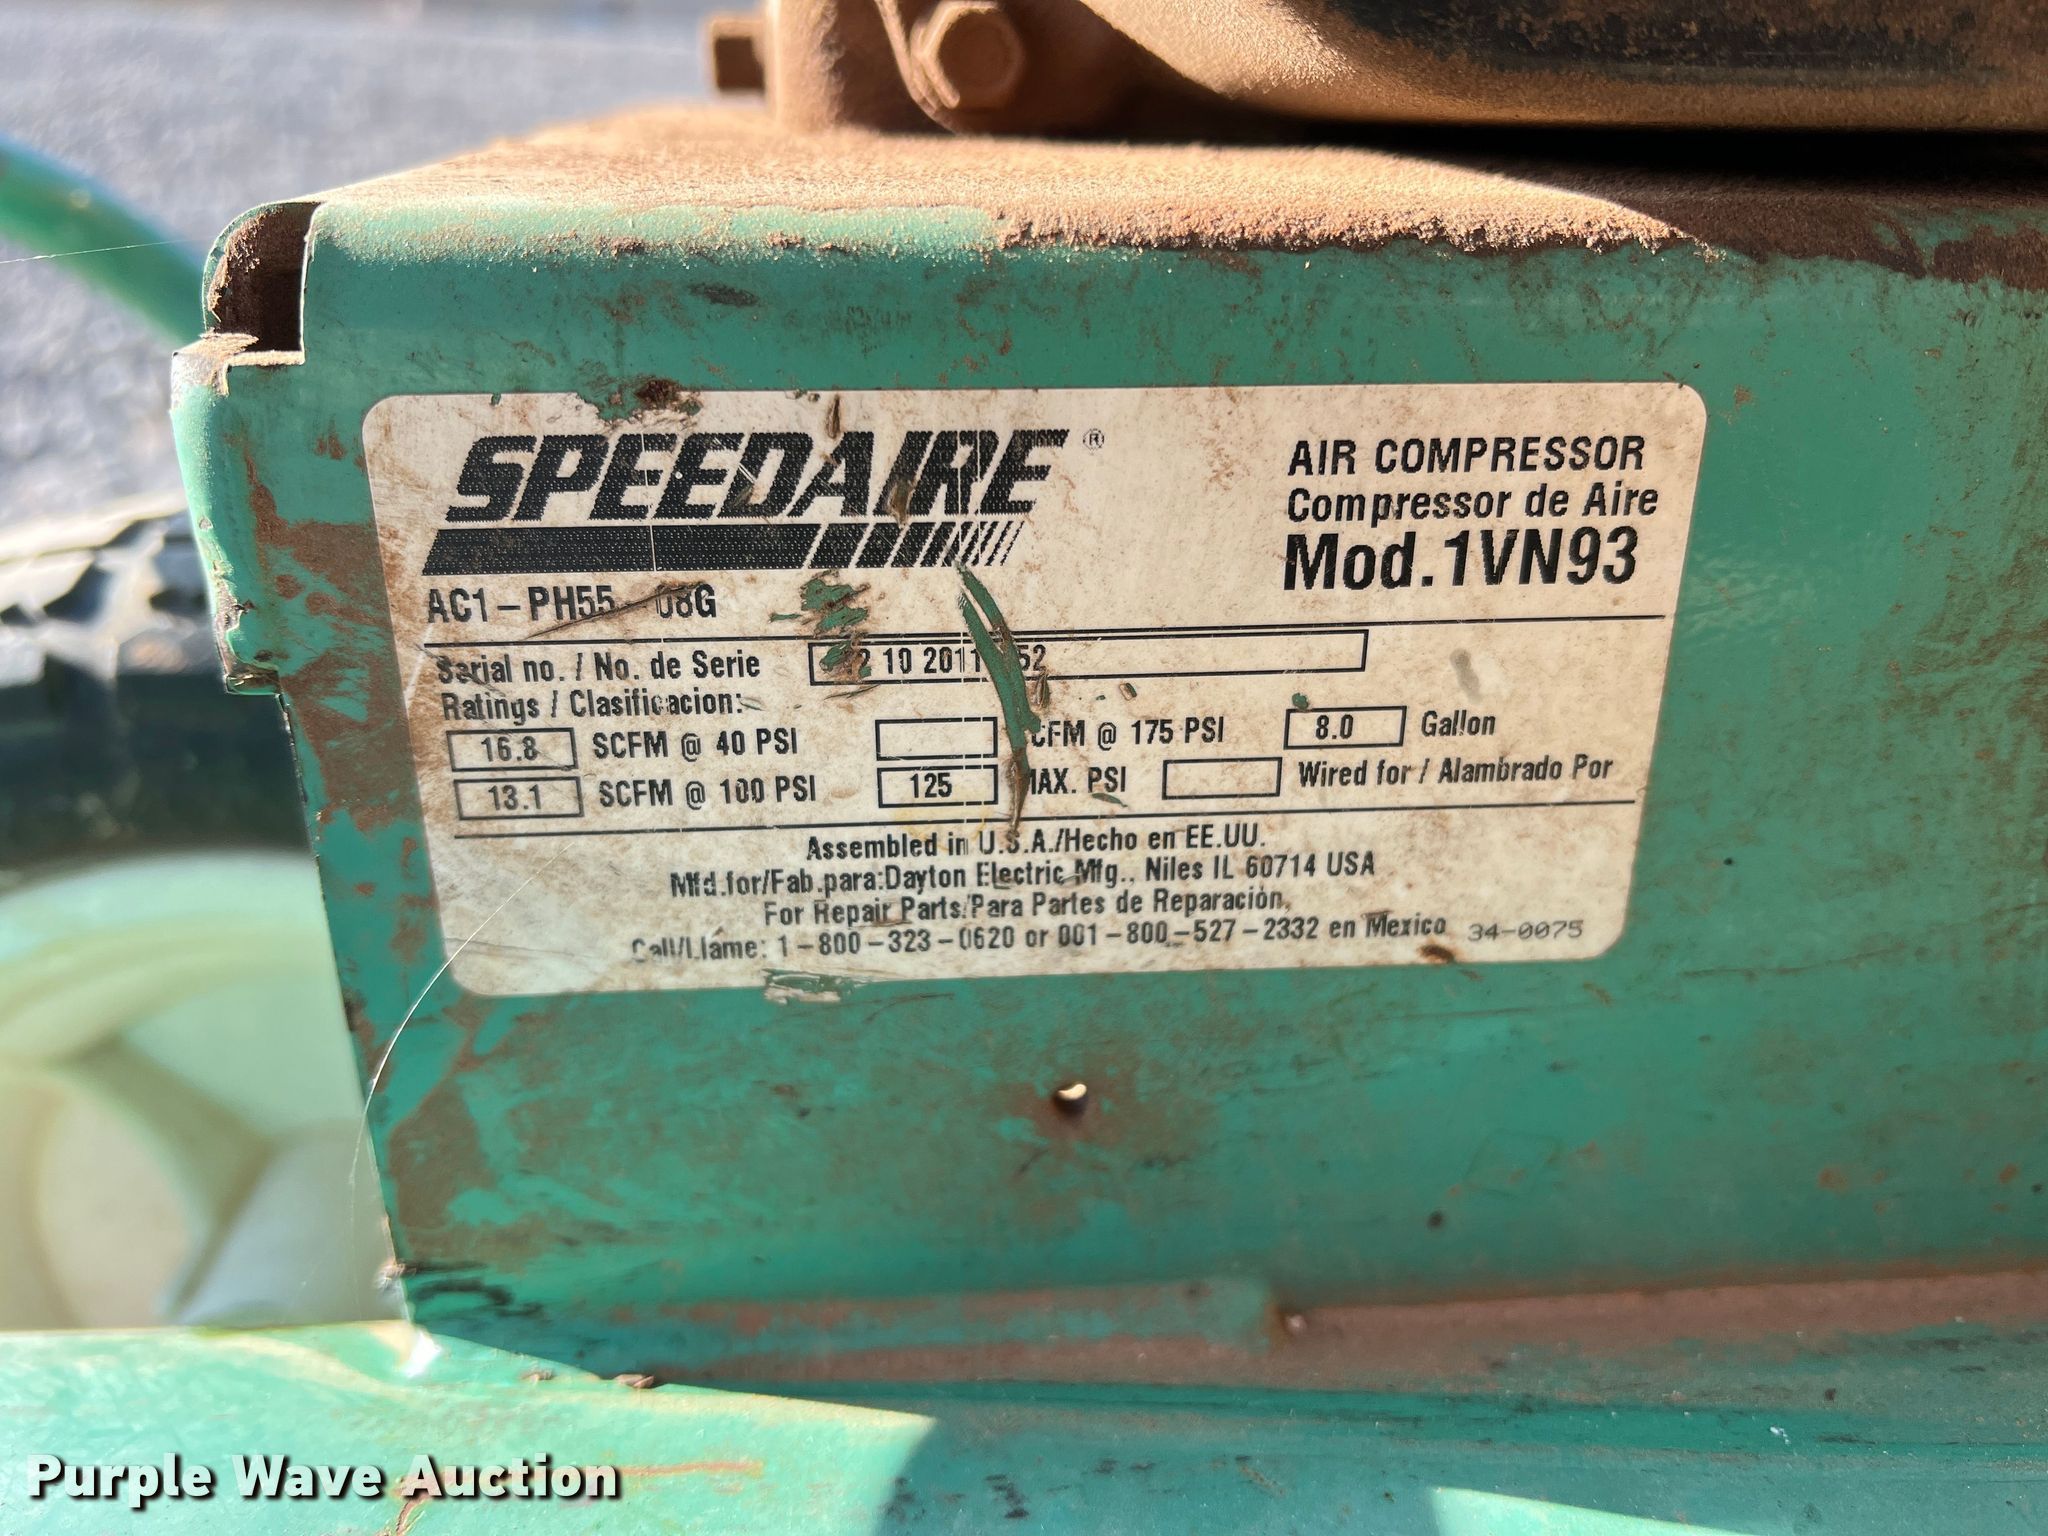 SPEEDAIRE®
AIR COMPRESSOR
Compressor de Aire
Mod.1VN93
AC1-PH55 08G
Serial no. / No. de Serie 2 10 2011 52
Ratings / Clasificacion:
16.8 SCFM @ 40 PSI @ 175 PSI 8.0 Gallon
13.1 SCFM @ 100 PSI 125 MAX. PSI Wired for / Alambrado Por
Assembled in U.S.A./Hecho en EE.UU.
Mfd.for/Fab.para:Dayton Electric Mfg., Niles IL 60714 USA
For Repair Parts/Para Partes de Reparación,
Call/Llame: 1-800-323-0620 or 001-800-527-2332 en Mexico 34-0075
Purple Wave Auction